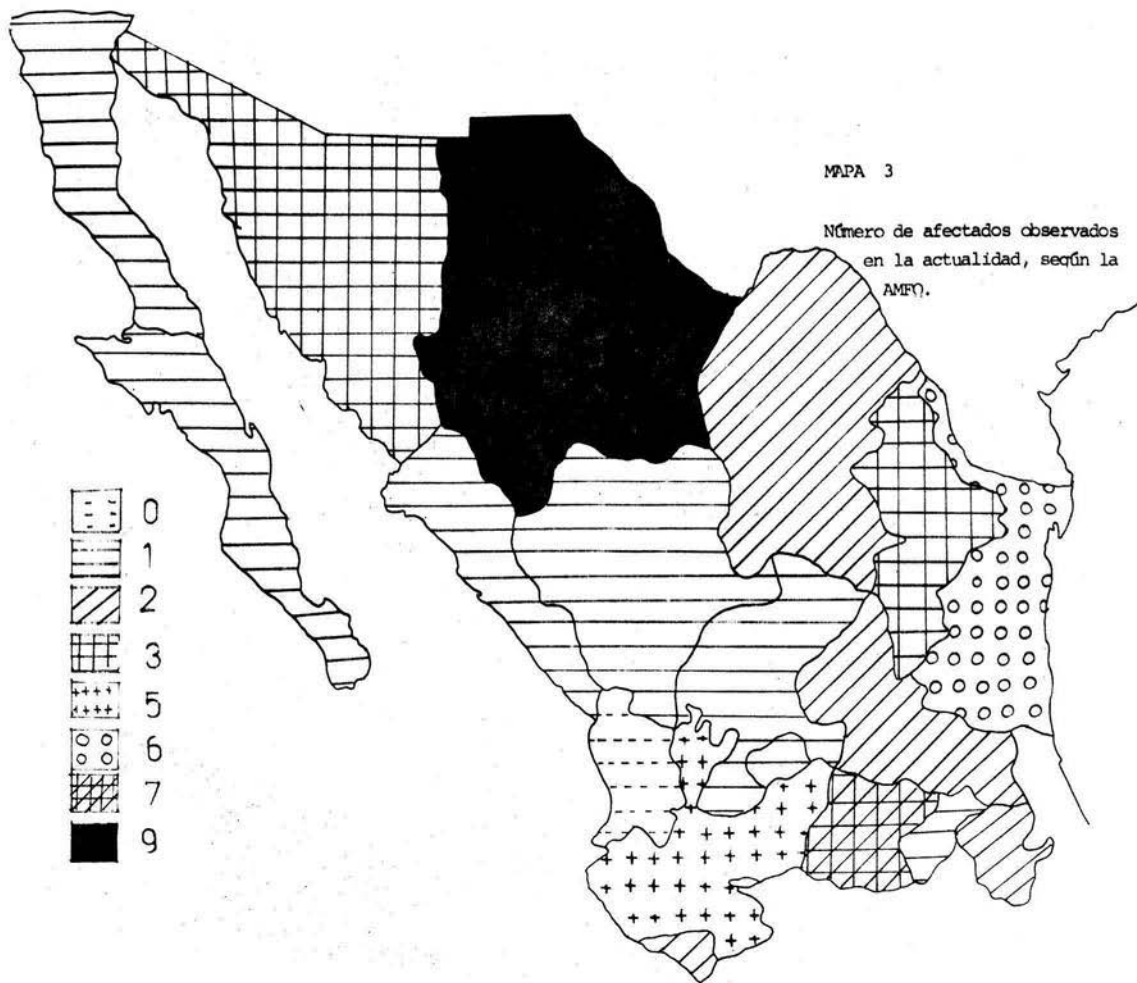 MAPA 3
Número de afectados observados
en la actualidad, según la
AMFQ.
0
1
2
3
5
6
7
9